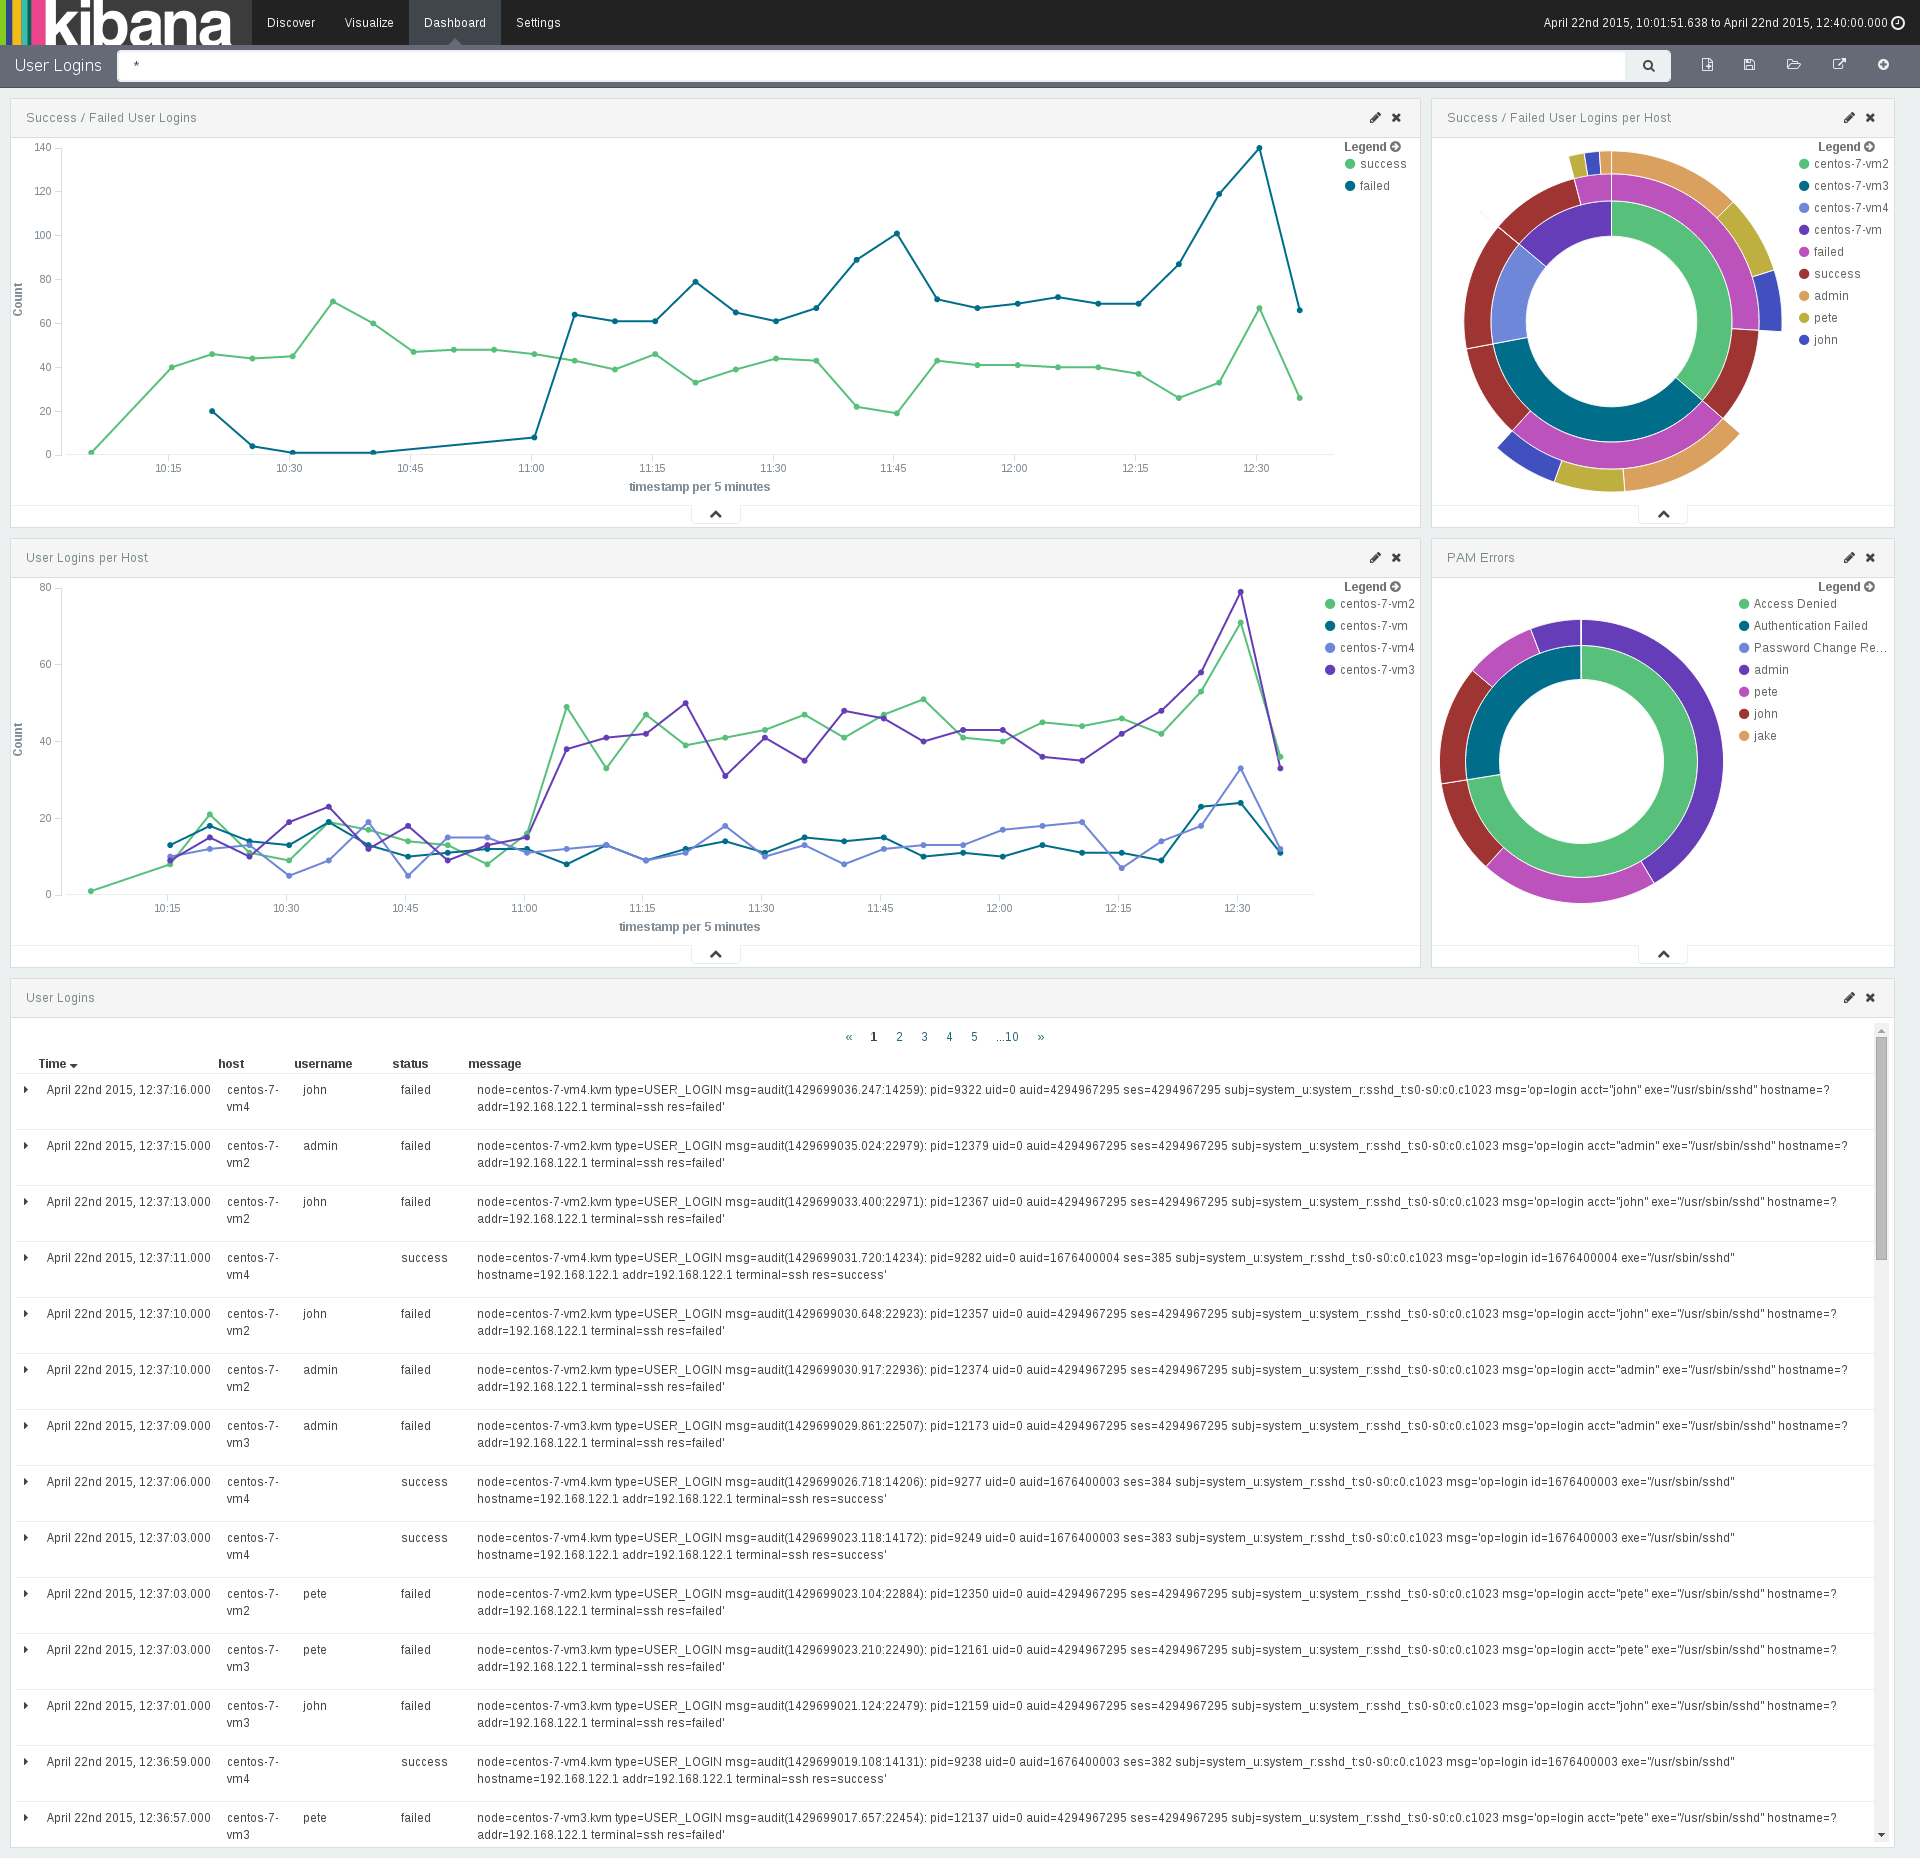 kibana Discover Visualize Dashboard Settings April 22nd 2015, 10:01:51.638 to April 22nd 2015, 12:40:00.000
User Logins *
Success / Failed User Logins
Legend
success
failed
140
120
100
80
60
40
20
0
Count
10:15 10:30 10:45 11:00 11:15 11:30 11:45 12:00 12:15 12:30
timestamp per 5 minutes
Success / Failed User Logins per Host
Legend
centos-7-vm2
centos-7-vm3
centos-7-vm4
centos-7-vm
failed
success
admin
pete
john
User Logins per Host
Legend
centos-7-vm2
centos-7-vm
centos-7-vm4
centos-7-vm3
80
60
40
20
0
Count
10:15 10:30 10:45 11:00 11:15 11:30 11:45 12:00 12:15 12:30
timestamp per 5 minutes
PAM Errors
Legend
Access Denied
Authentication Failed
Password Change Re...
admin
pete
john
jake
User Logins
« 1 2 3 4 5 ...10 »
Time host username status message
April 22nd 2015, 12:37:16.000 centos-7- john failed node=centos-7-vm4.kvm type=USER_LOGIN msg=audit(1429699036.247:14259): pid=9322 uid=0 auid=4294967295 ses=4294967295 subj=system_u:system_r:sshd_t:s0-s0:c0.c1023 msg='op=login acct="john" exe="/usr/sbin/sshd" hostname=?
vm4 addr=192.168.122.1 terminal=ssh res=failed'
April 22nd 2015, 12:37:15.000 centos-7- admin failed node=centos-7-vm2.kvm type=USER_LOGIN msg=audit(1429699035.024:22979): pid=12379 uid=0 auid=4294967295 ses=4294967295 subj=system_u:system_r:sshd_t:s0-s0:c0.c1023 msg='op=login acct="admin" exe="/usr/sbin/sshd" hostname=?
vm2 addr=192.168.122.1 terminal=ssh res=failed'
April 22nd 2015, 12:37:13.000 centos-7- john failed node=centos-7-vm2.kvm type=USER_LOGIN msg=audit(1429699033.400:22971): pid=12367 uid=0 auid=4294967295 ses=4294967295 subj=system_u:system_r:sshd_t:s0-s0:c0.c1023 msg='op=login acct="john" exe="/usr/sbin/sshd" hostname=?
vm2 addr=192.168.122.1 terminal=ssh res=failed'
April 22nd 2015, 12:37:11.000 centos-7- success node=centos-7-vm4.kvm type=USER_LOGIN msg=audit(1429699031.720:14234): pid=9282 uid=0 auid=1676400004 ses=385 subj=system_u:system_r:sshd_t:s0-s0:c0.c1023 msg='op=login id=1676400004 exe="/usr/sbin/sshd"
vm4 hostname=192.168.122.1 addr=192.168.122.1 terminal=ssh res=success'
April 22nd 2015, 12:37:10.000 centos-7- john failed node=centos-7-vm2.kvm type=USER_LOGIN msg=audit(1429699030.648:22923): pid=12357 uid=0 auid=4294967295 ses=4294967295 subj=system_u:system_r:sshd_t:s0-s0:c0.c1023 msg='op=login acct="john" exe="/usr/sbin/sshd" hostname=?
vm2 addr=192.168.122.1 terminal=ssh res=failed'
April 22nd 2015, 12:37:10.000 centos-7- admin failed node=centos-7-vm2.kvm type=USER_LOGIN msg=audit(1429699030.917:22936): pid=12374 uid=0 auid=4294967295 ses=4294967295 subj=system_u:system_r:sshd_t:s0-s0:c0.c1023 msg='op=login acct="admin" exe="/usr/sbin/sshd" hostname=?
vm2 addr=192.168.122.1 terminal=ssh res=failed'
April 22nd 2015, 12:37:09.000 centos-7- admin failed node=centos-7-vm3.kvm type=USER_LOGIN msg=audit(1429699029.861:22507): pid=12173 uid=0 auid=4294967295 ses=4294967295 subj=system_u:system_r:sshd_t:s0-s0:c0.c1023 msg='op=login acct="admin" exe="/usr/sbin/sshd" hostname=?
vm3 addr=192.168.122.1 terminal=ssh res=failed'
April 22nd 2015, 12:37:06.000 centos-7- success node=centos-7-vm4.kvm type=USER_LOGIN msg=audit(1429699026.718:14206): pid=9277 uid=0 auid=1676400003 ses=384 subj=system_u:system_r:sshd_t:s0-s0:c0.c1023 msg='op=login id=1676400003 exe="/usr/sbin/sshd"
vm4 hostname=192.168.122.1 addr=192.168.122.1 terminal=ssh res=success'
April 22nd 2015, 12:37:03.000 centos-7- success node=centos-7-vm4.kvm type=USER_LOGIN msg=audit(1429699023.118:14172): pid=9249 uid=0 auid=1676400003 ses=383 subj=system_u:system_r:sshd_t:s0-s0:c0.c1023 msg='op=login id=1676400003 exe="/usr/sbin/sshd"
vm4 hostname=192.168.122.1 addr=192.168.122.1 terminal=ssh res=success'
April 22nd 2015, 12:37:03.000 centos-7- pete failed node=centos-7-vm2.kvm type=USER_LOGIN msg=audit(1429699023.104:22884): pid=12350 uid=0 auid=4294967295 ses=4294967295 subj=system_u:system_r:sshd_t:s0-s0:c0.c1023 msg='op=login acct="pete" exe="/usr/sbin/sshd" hostname=?
vm2 addr=192.168.122.1 terminal=ssh res=failed'
April 22nd 2015, 12:37:03.000 centos-7- pete failed node=centos-7-vm3.kvm type=USER_LOGIN msg=audit(1429699023.210:22490): pid=12161 uid=0 auid=4294967295 ses=4294967295 subj=system_u:system_r:sshd_t:s0-s0:c0.c1023 msg='op=login acct="pete" exe="/usr/sbin/sshd" hostname=?
vm3 addr=192.168.122.1 terminal=ssh res=failed'
April 22nd 2015, 12:37:01.000 centos-7- john failed node=centos-7-vm3.kvm type=USER_LOGIN msg=audit(1429699021.124:22479): pid=12159 uid=0 auid=4294967295 ses=4294967295 subj=system_u:system_r:sshd_t:s0-s0:c0.c1023 msg='op=login acct="john" exe="/usr/sbin/sshd" hostname=?
vm3 addr=192.168.122.1 terminal=ssh res=failed'
April 22nd 2015, 12:36:59.000 centos-7- success node=centos-7-vm4.kvm type=USER_LOGIN msg=audit(1429699019.108:14131): pid=9238 uid=0 auid=1676400003 ses=382 subj=system_u:system_r:sshd_t:s0-s0:c0.c1023 msg='op=login id=1676400003 exe="/usr/sbin/sshd"
vm4 hostname=192.168.122.1 addr=192.168.122.1 terminal=ssh res=success'
April 22nd 2015, 12:36:57.000 centos-7- pete failed node=centos-7-vm3.kvm type=USER_LOGIN msg=audit(1429699017.657:22454): pid=12137 uid=0 auid=4294967295 ses=4294967295 subj=system_u:system_r:sshd_t:s0-s0:c0.c1023 msg='op=login acct="pete" exe="/usr/sbin/sshd" hostname=?
vm3 addr=192.168.122.1 terminal=ssh res=failed'